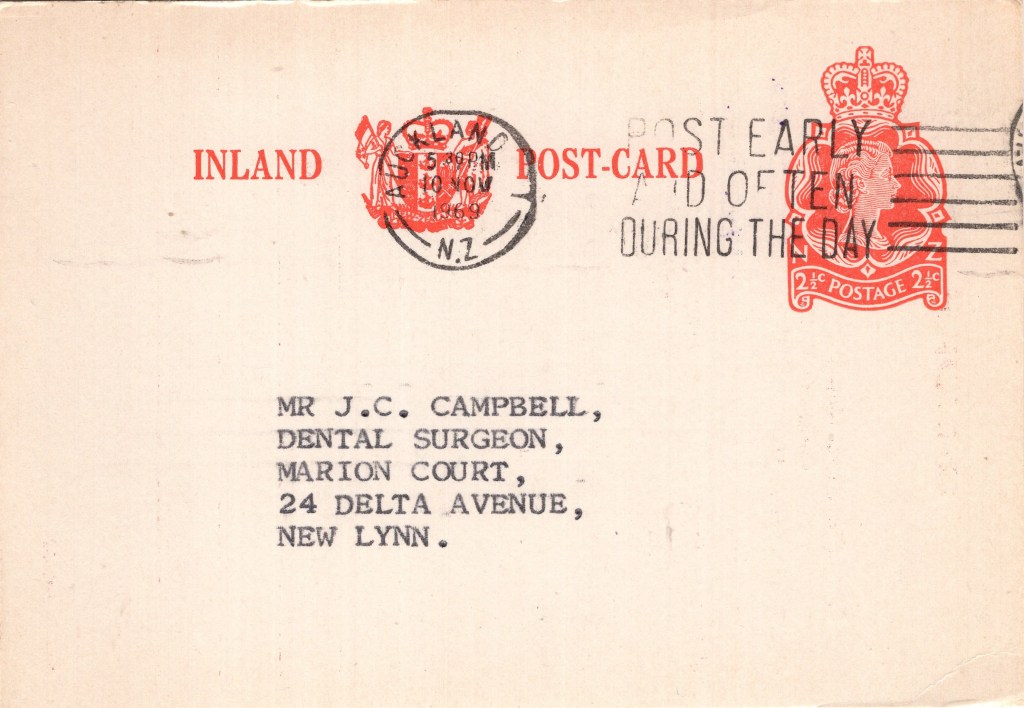 INLAND POST-CARD
AUCKLAND
5 30 PM
10 NOV
1969
N.Z
POST EARLY
AND OFTEN
DURING THE DAY
N Z
2½c POSTAGE 2½c
MR J.C. CAMPBELL,
DENTAL SURGEON,
MARION COURT,
24 DELTA AVENUE,
NEW LYNN.